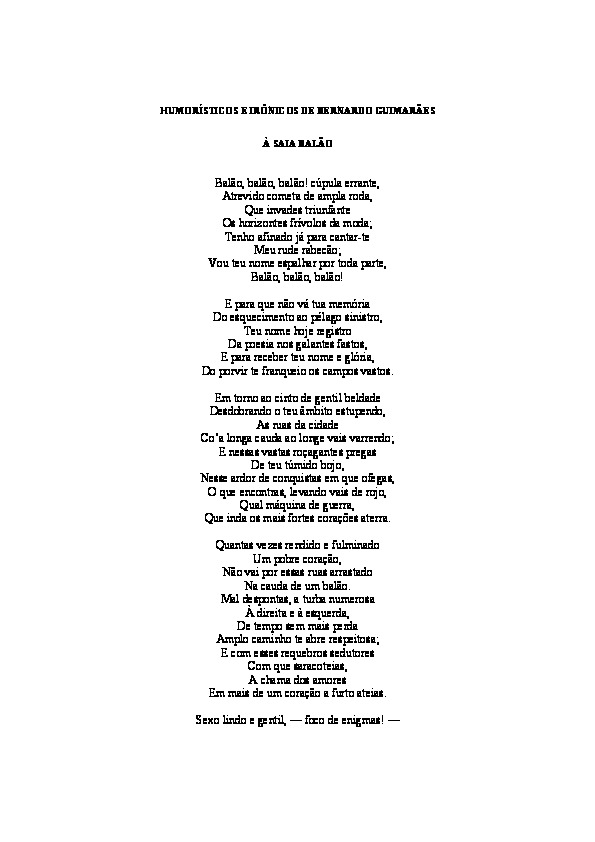 HUMORÍSTICOS E IRÔNICOS DE BERNARDO GUIMARÃES
À SAIA BALÃO
Balão, balão, balão! cúpula errante,
Atrevido cometa de ampla roda,
Que invades triunfante
Os horizontes frívolos da moda;
Tenho afinado já para cantar-te
Meu rude rabecão;
Vou teu nome espalhar por toda parte,
Balão, balão, balão!
E para que não vá tua memória
Do esquecimento ao pélago sinistro,
Teu nome hoje registro
Da poesia nos galantes fastos,
E para receber teu nome e glória,
Do porvir te franqueio os campos vastos.
Em torno ao cinto de gentil beldade
Desdobrando o teu âmbito estupendo,
As ruas da cidade
Co'a longa cauda ao longe vais varrendo;
E nessas vastas roçagantes pregas
De teu túmido bojo,
Nesse ardor de conquistas em que ofegas,
O que encontras, levando vais de rojo,
Qual máquina de guerra,
Que inda os mais fortes corações aterra.
Quantas vezes rendido e fulminado
Um pobre coração,
Não vai por essas ruas arrastado
Na cauda de um balão.
Mal despontas, a turba numerosa
À direita e à esquerda,
De tempo sem mais perda
Amplo caminho te abre respeitosa;
E com esses requebros sedutores
Com que saracoteias,
A chama dos amores
Em mais de um coração a furto ateias.
Sexo lindo e gentil, — foco de enigmas! —